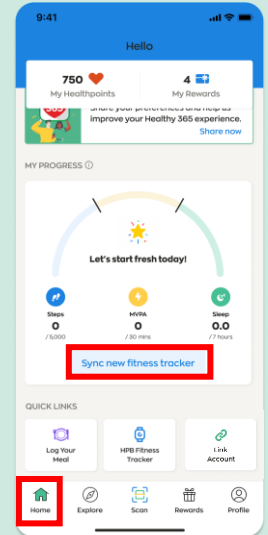 9:41
Hello
750
My Healthpoints
4
My Rewards
share your preferences and help us
improve your Healthy 365 experience.
Share now
MY PROGRESS
Let's start fresh today!
Steps
0
/ 5,000
MVPA
0
/ 30 mins
Sleep
0.0
/ 7 hours
Sync new fitness tracker
QUICK LINKS
Log Your
Meal
HPB Fitness
Tracker
Link
Account
Home
Explore
Scan
Rewards
Profile